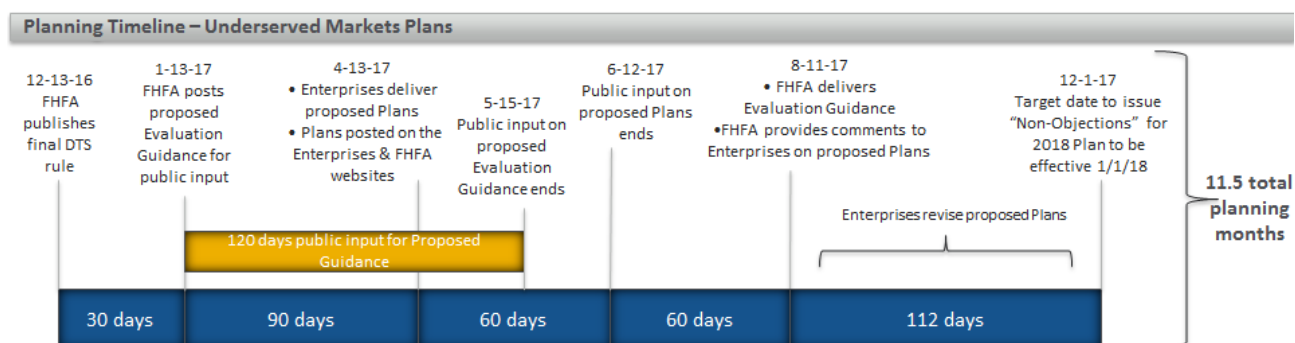 Planning Timeline – Underserved Markets Plans
12-13-16
FHFA
publishes
final DTS
rule
1-13-17
FHFA posts
proposed
Evaluation
Guidance for
public input
4-13-17
• Enterprises deliver
proposed Plans
• Plans posted on the
Enterprises & FHFA
websites
5-15-17
Public input on
proposed
Evaluation
Guidance ends
6-12-17
Public input on
proposed Plans
ends
8-11-17
• FHFA delivers
Evaluation Guidance
•FHFA provides comments to
Enterprises on proposed Plans
12-1-17
Target date to issue
“Non-Objections” for
2018 Plan to be
effective 1/1/18
11.5 total
planning
months
Enterprises revise proposed Plans
120 days public input for Proposed
Guidance
30 days
90 days
60 days
60 days
112 days